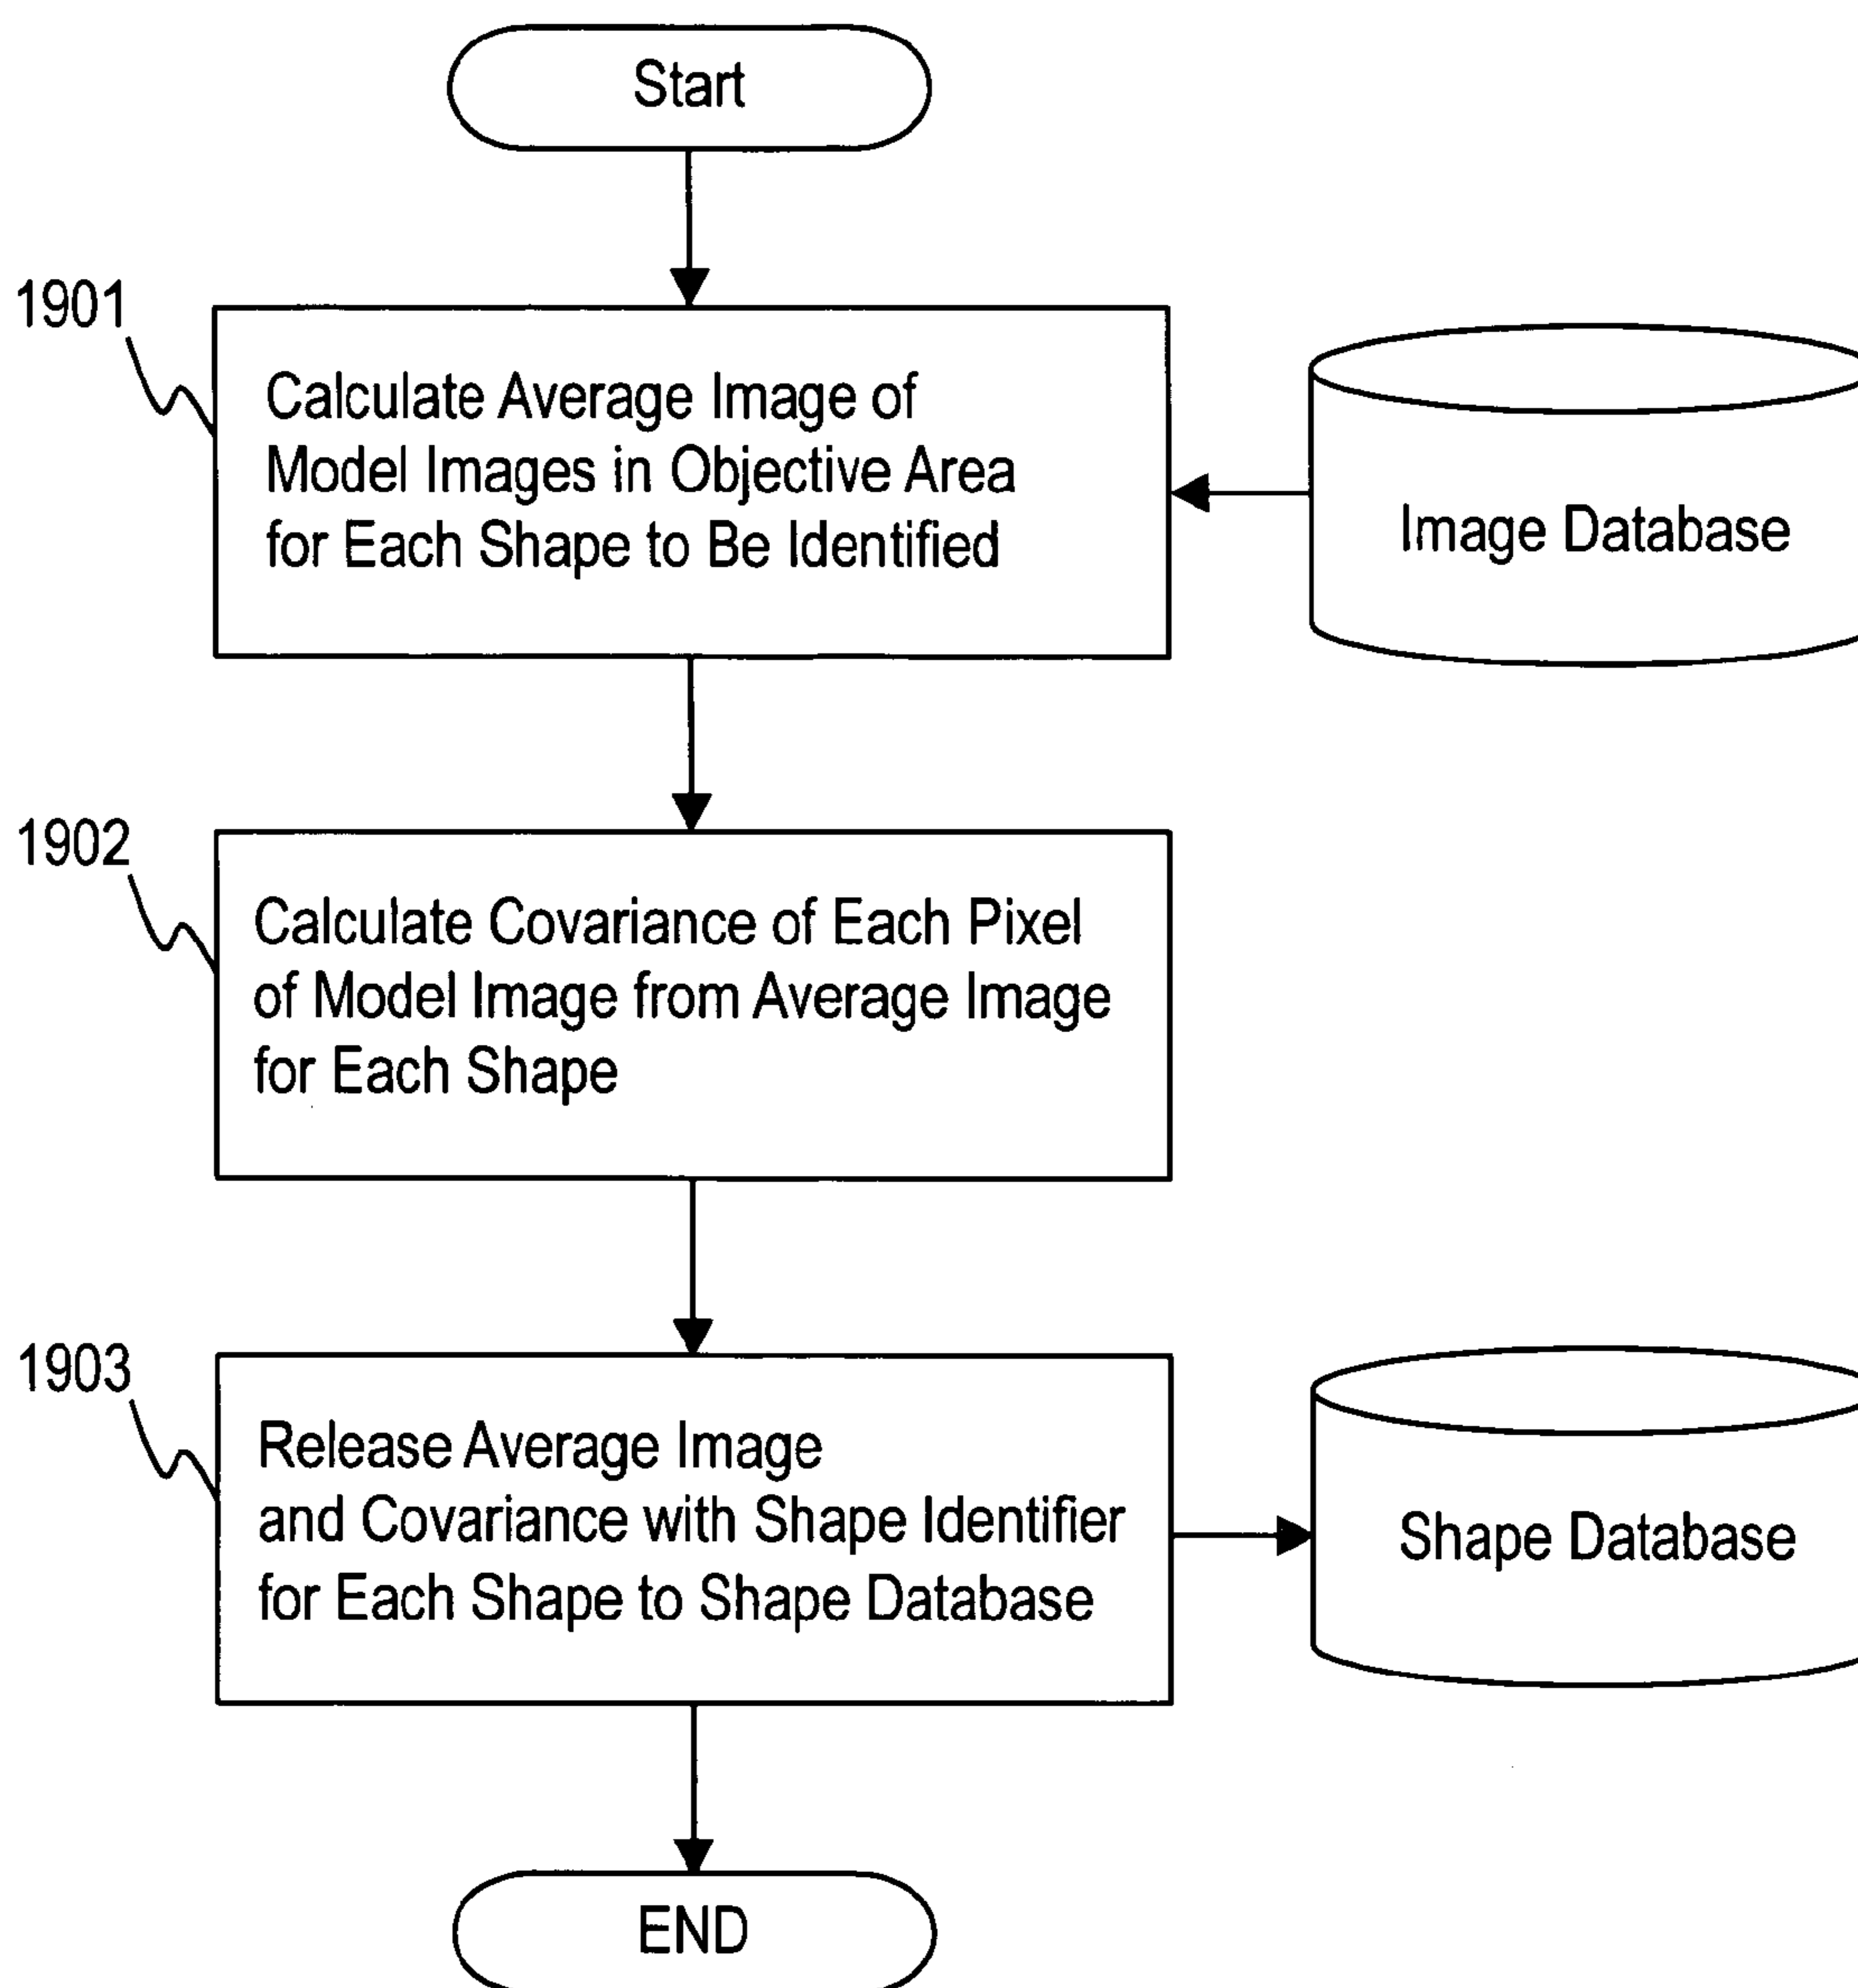 Start
1901
Calculate Average Image of
Model Images in Objective Area
for Each Shape to Be Identified
Image Database
1902
Calculate Covariance of Each Pixel
of Model Image from Average Image
for Each Shape
1903
Release Average Image
and Covariance with Shape Identifier
for Each Shape to Shape Database
Shape Database
END